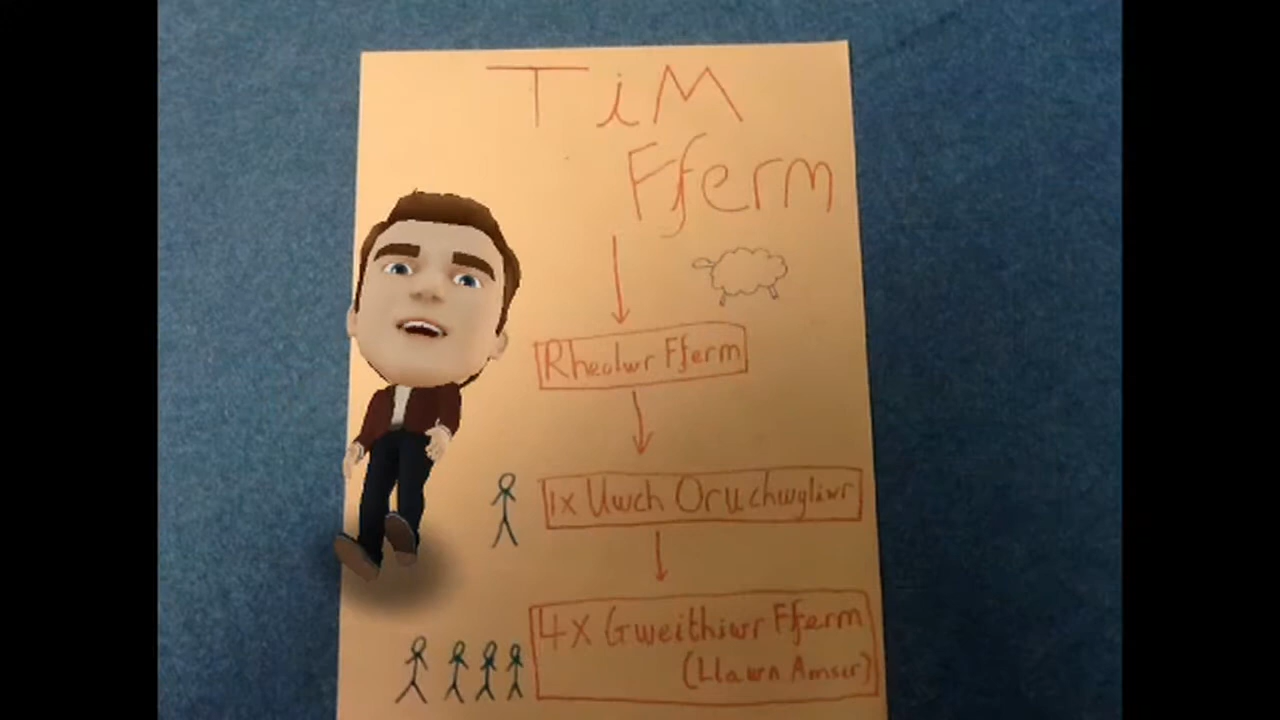 TiM
Fferm
Rheolwr Fferm
1x Uwch Oruchwyliwr
4x Gweithiwr Fferm
(Llawn Amser)